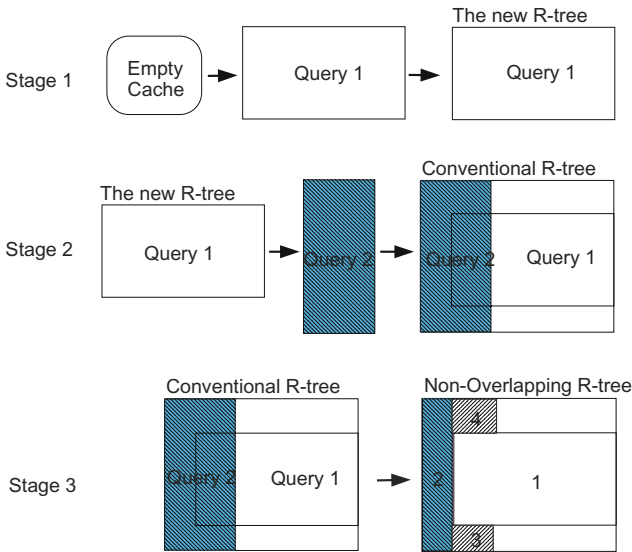 The new R-tree
Stage 1
Empty
Cache
Query 1
Query 1
Conventional R-tree
The new R-tree
Stage 2
Query 1
Query 2
Query 2
Query 1
Conventional R-tree
Non-Overlapping R-tree
4
Stage 3
Query 2
Query 1
2
1
3